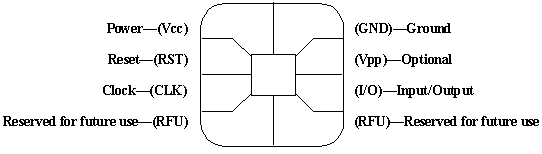 Power—(Vcc) (GND)—Ground
Reset—(RST) (Vpp)—Optional
Clock—(CLK) (I/O)—Input/Output
Reserved for future use—(RFU) (RFU)—Reserved for future use